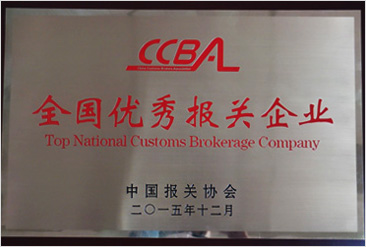 CCBA
全国优秀报关企业
Top National Customs Brokerage Company
中国报关协会
二〇一五年十二月